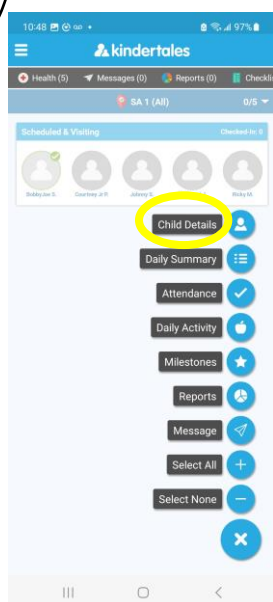 10:48
97%
kindertales
Health (5) Messages (0) Reports (0) Checkli
SA 1 (All) 0/5
Scheduled & Visiting Checked-In: 0
Bobby Joe S. Courtney Jr P. Johnny S. Ricky M.
Child Details
Daily Summary
Attendance
Daily Activity
Milestones
Reports
Message
Select All
Select None